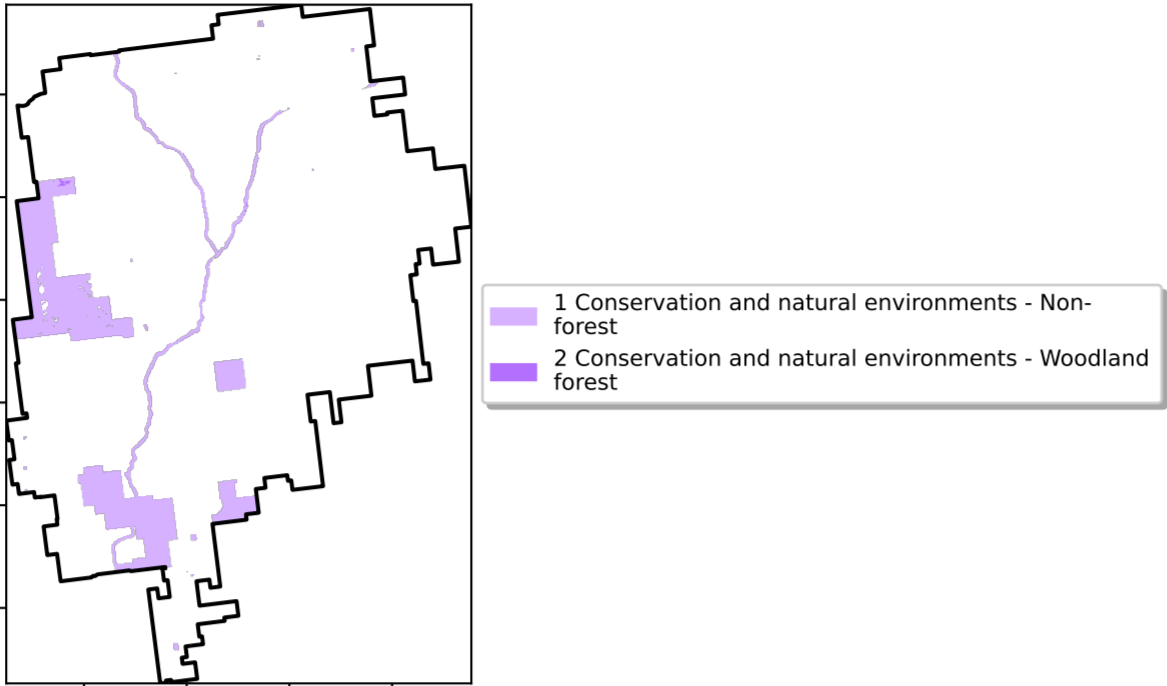 1 Conservation and natural environments - Non-
forest
2 Conservation and natural environments - Woodland
forest